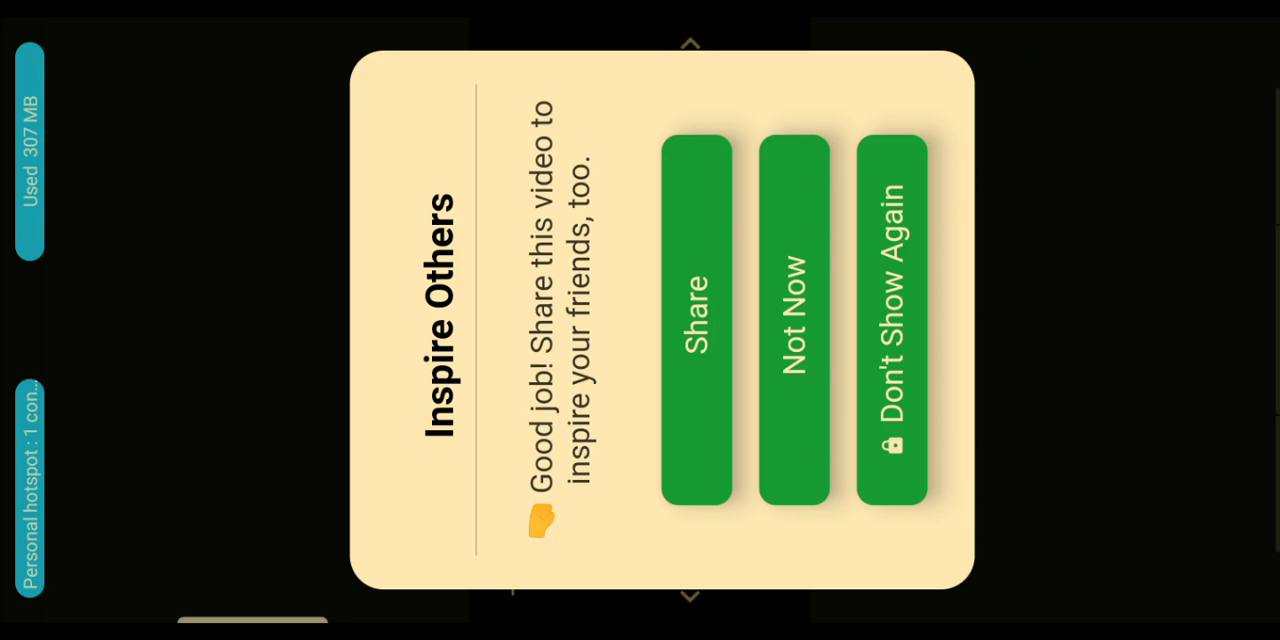 Personal hotspot : 1 con...
Used 307 MB
Inspire Others
Good job! Share this video to
inspire your friends, too.
Share
Not Now
Don't Show Again